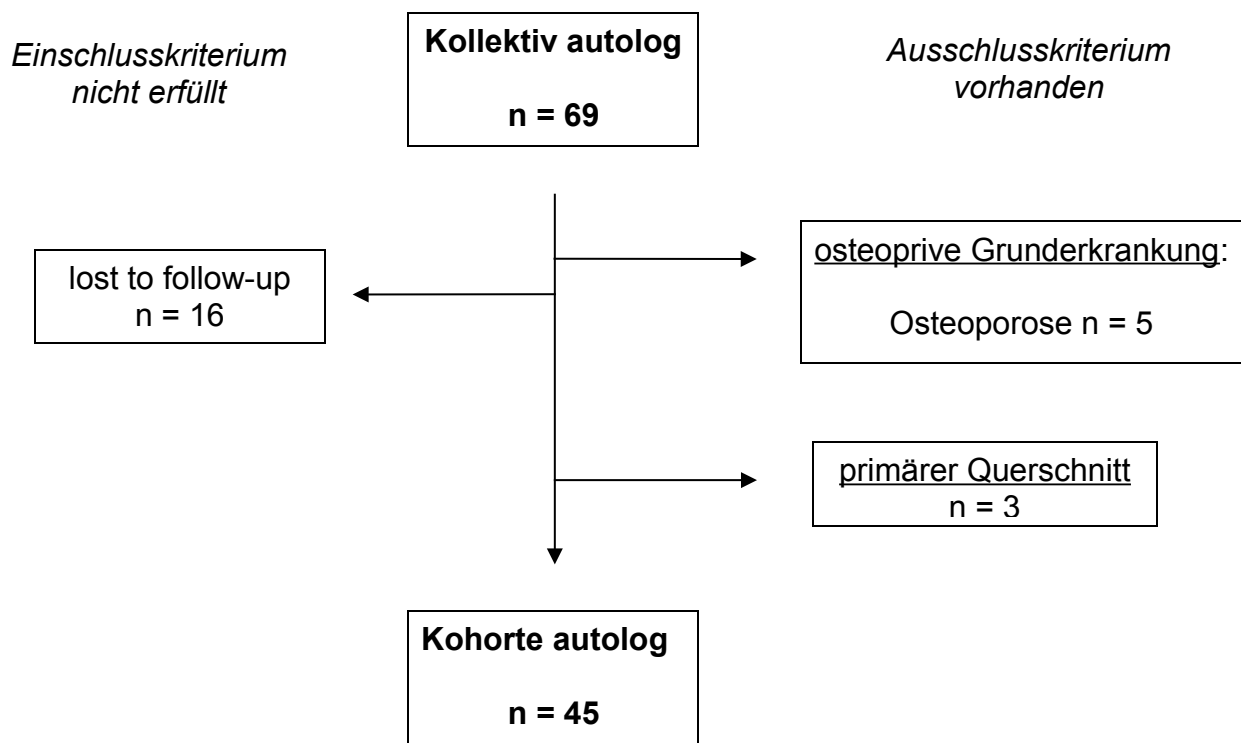 Einschlusskriterium
nicht erfüllt
Kollektiv autolog
n = 69
Ausschlusskriterium
vorhanden
lost to follow-up
n = 16
osteoprive Grunderkrankung:
Osteoporose n = 5
primärer Querschnitt
n = 3
Kohorte autolog
n = 45